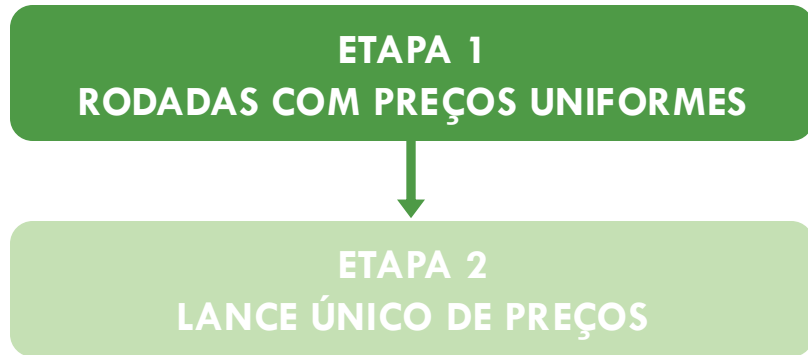 ETAPA 1
RODADAS COM PREÇOS UNIFORMES
ETAPA 2
LANCE ÚNICO DE PREÇOS